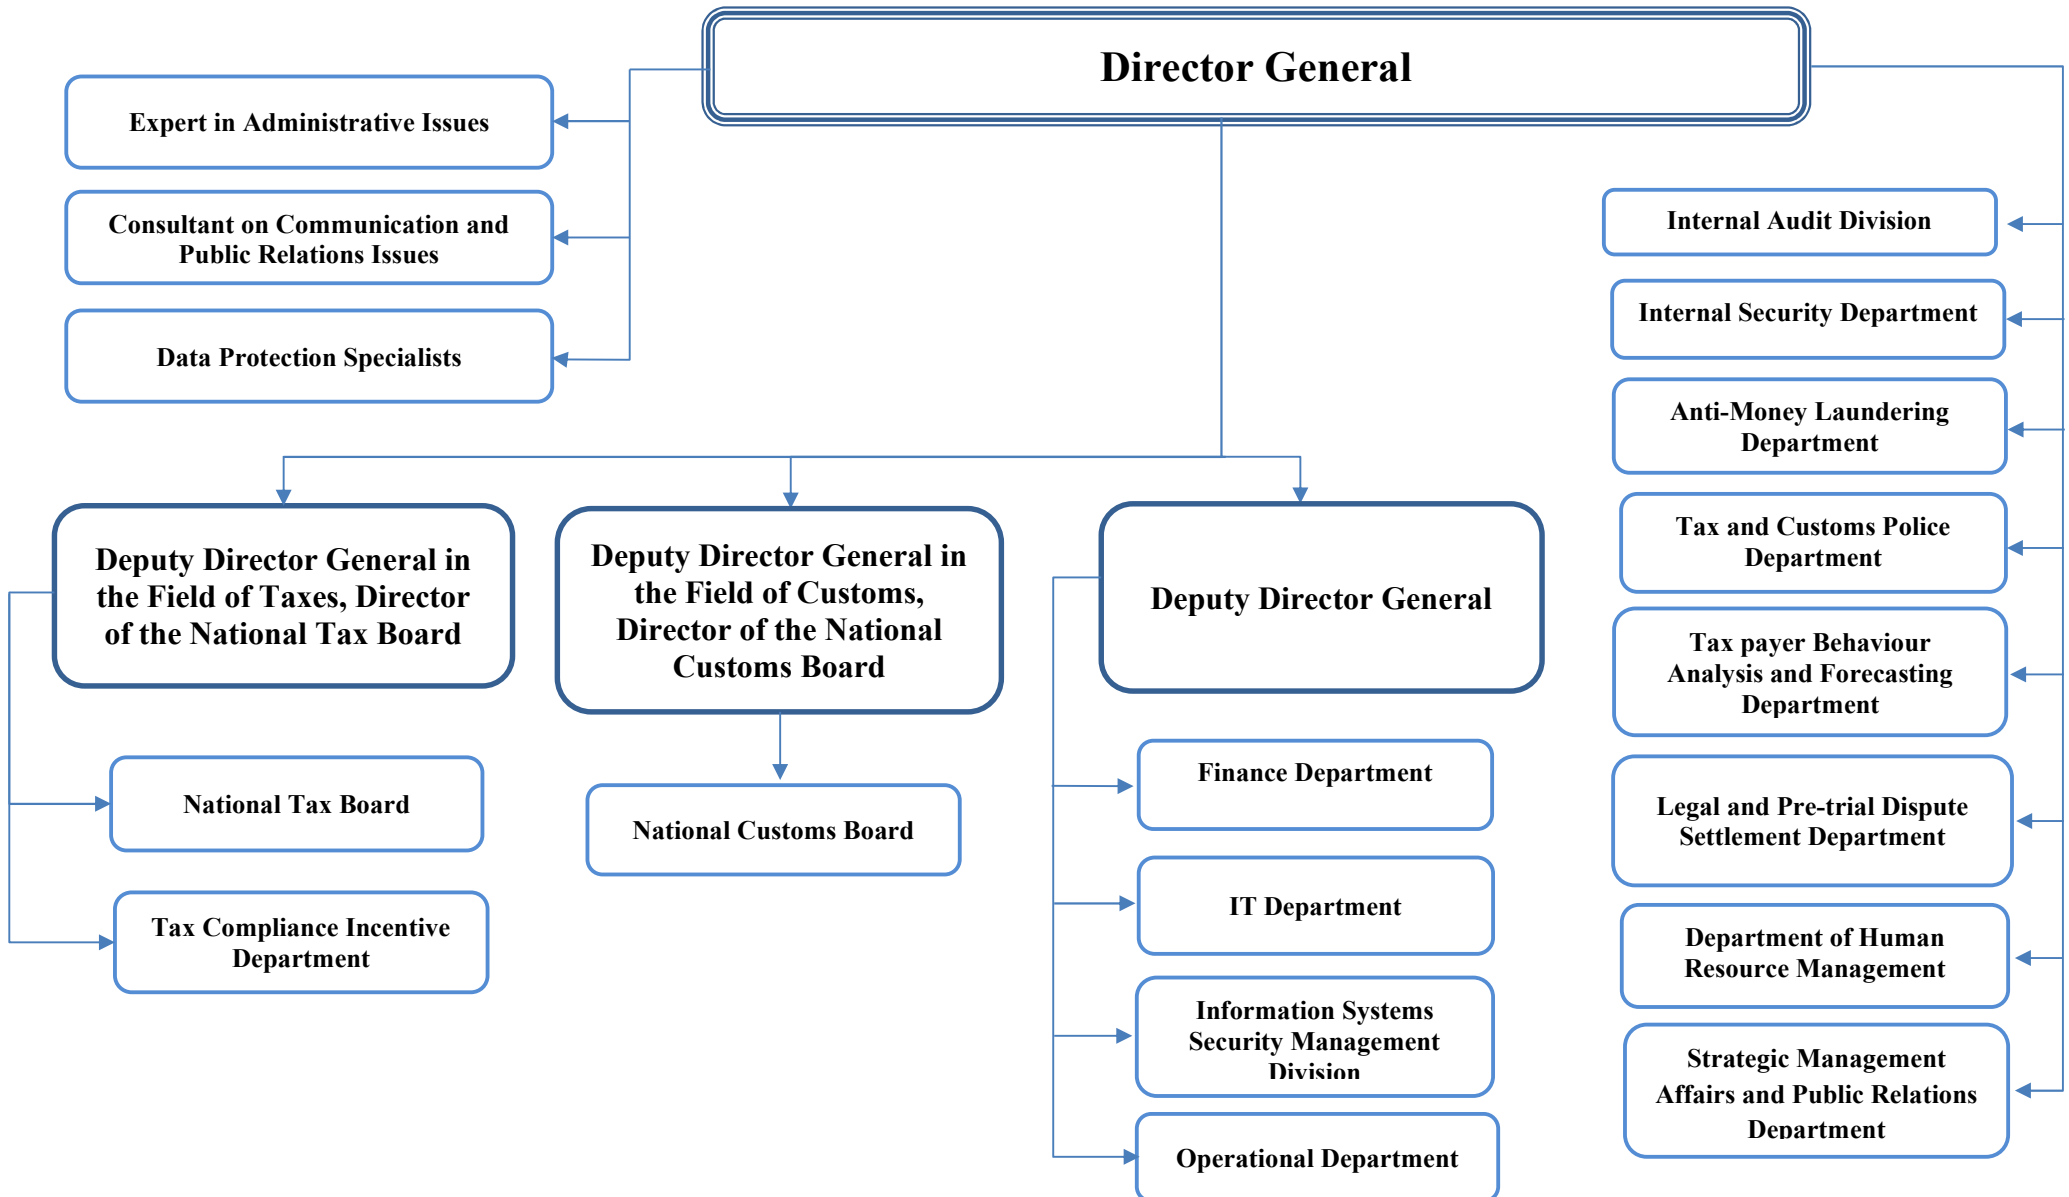 Director General
Expert in Administrative Issues
Consultant on Communication and
Public Relations Issues
Data Protection Specialists
Internal Audit Division
Internal Security Department
Anti-Money Laundering
Department
Tax and Customs Police
Department
Tax payer Behaviour
Analysis and Forecasting
Department
Legal and Pre-trial Dispute
Settlement Department
Department of Human
Resource Management
Strategic Management
Affairs and Public Relations
Department
Deputy Director General in
the Field of Taxes, Director
of the National Tax Board
National Tax Board
Tax Compliance Incentive
Department
Deputy Director General in
the Field of Customs,
Director of the National
Customs Board
National Customs Board
Deputy Director General
Finance Department
IT Department
Information Systems
Security Management
Division
Operational Department